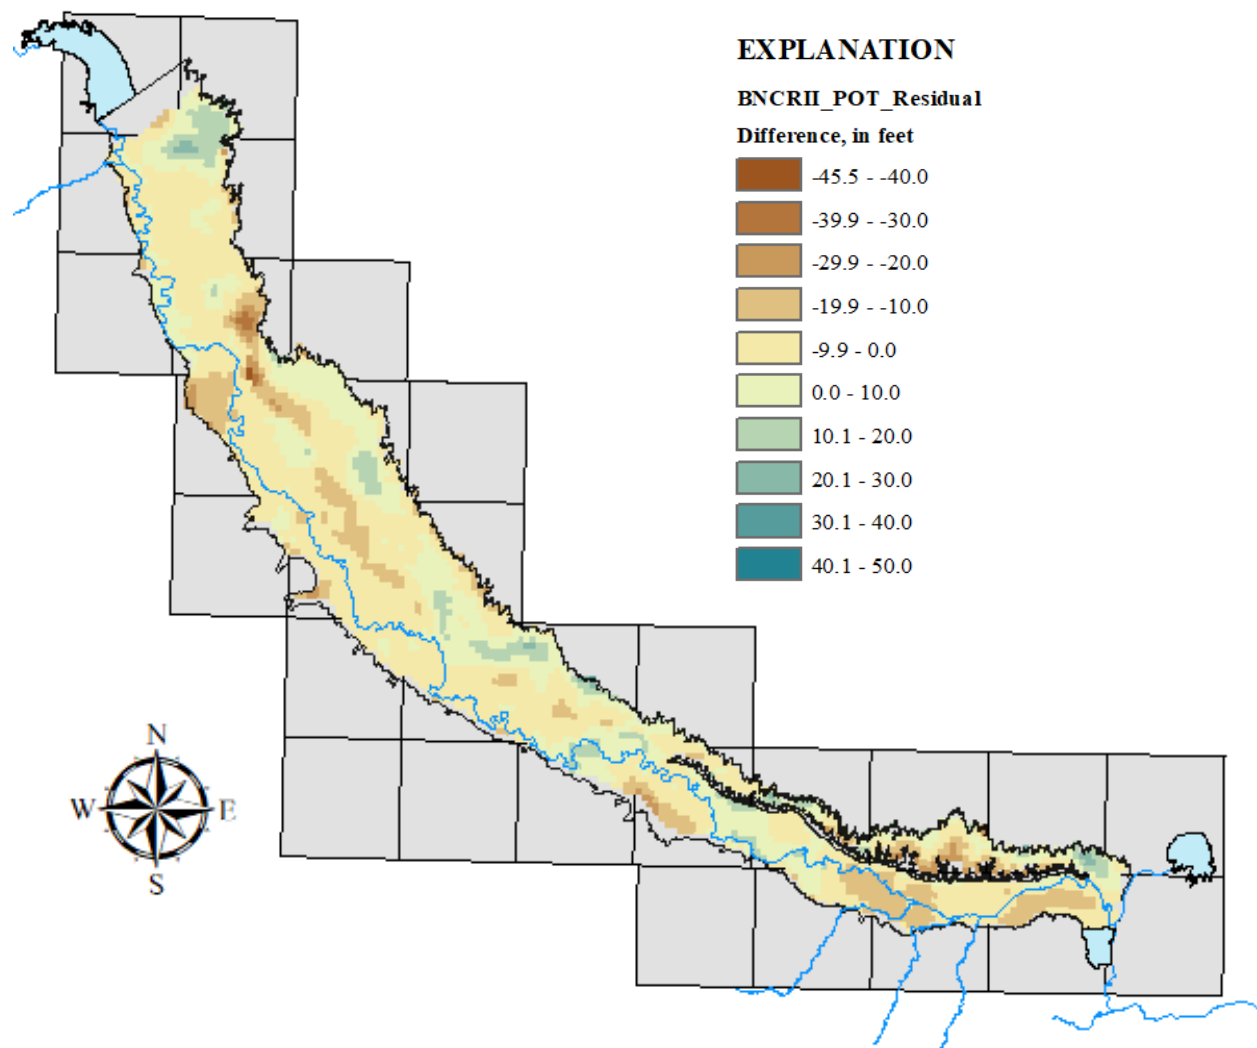 EXPLANATION
BNCRII_POT_Residual
Difference, in feet
-45.5 - -40.0
-39.9 - -30.0
-29.9 - -20.0
-19.9 - -10.0
-9.9 - 0.0
0.0 - 10.0
10.1 - 20.0
20.1 - 30.0
30.1 - 40.0
40.1 - 50.0
N
W E
S